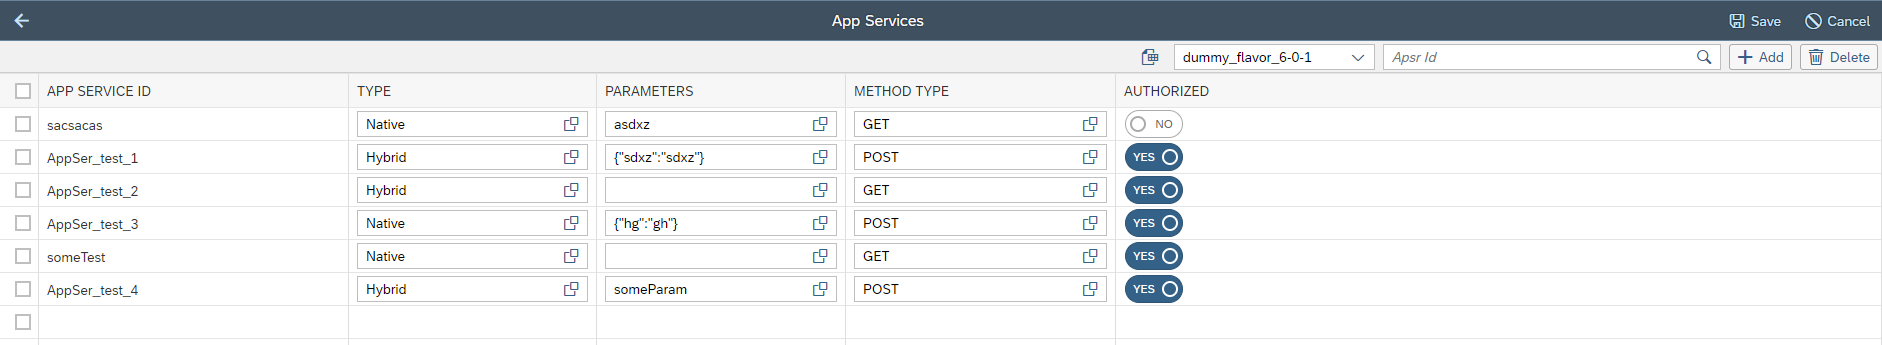 App Services Save Cancel
dummy_flavor_6-0-1 Apsr Id Add Delete
APP SERVICE ID TYPE PARAMETERS METHOD TYPE AUTHORIZED
sacsacas Native asdxz GET NO
AppSer_test_1 Hybrid {"sdxz":"sdxz"} POST YES
AppSer_test_2 Hybrid GET YES
AppSer_test_3 Native {"hg":"gh"} POST YES
someTest Native GET YES
AppSer_test_4 Hybrid someParam POST YES